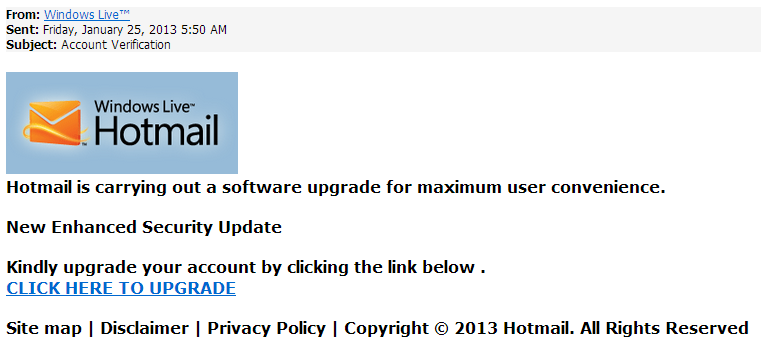 From: Windows Live™
Sent: Friday, January 25, 2013 5:50 AM
Subject: Account Verification
Windows Live™
Hotmail
Hotmail is carrying out a software upgrade for maximum user convenience.
New Enhanced Security Update
Kindly upgrade your account by clicking the link below .
CLICK HERE TO UPGRADE
Site map | Disclaimer | Privacy Policy | Copyright © 2013 Hotmail. All Rights Reserved